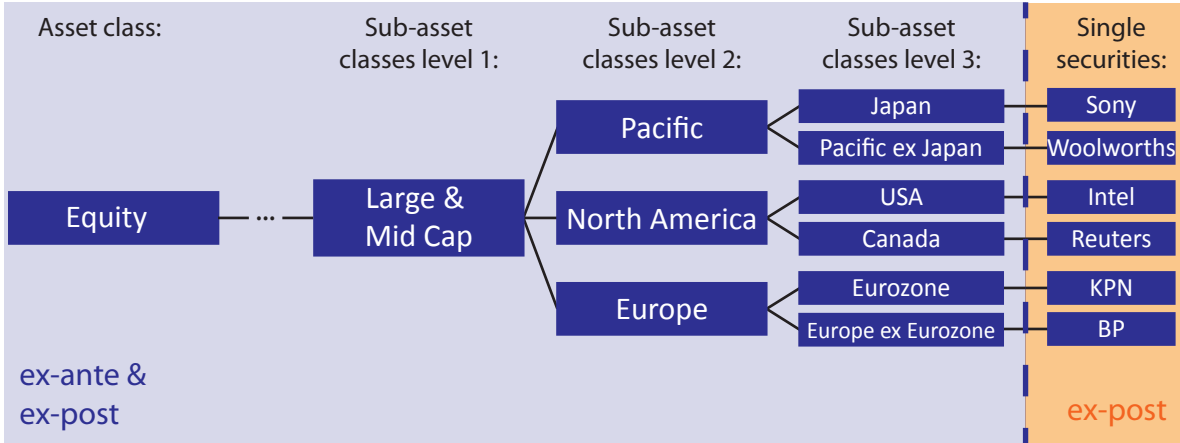 Asset class:
Sub-asset
classes level 1:
Sub-asset
classes level 2:
Sub-asset
classes level 3:
Single
securities:
Equity
...
Large &
Mid Cap
Pacific
North America
Europe
Japan
Pacific ex Japan
USA
Canada
Eurozone
Europe ex Eurozone
Sony
Woolworths
Intel
Reuters
KPN
BP
ex-ante &
ex-post
ex-post